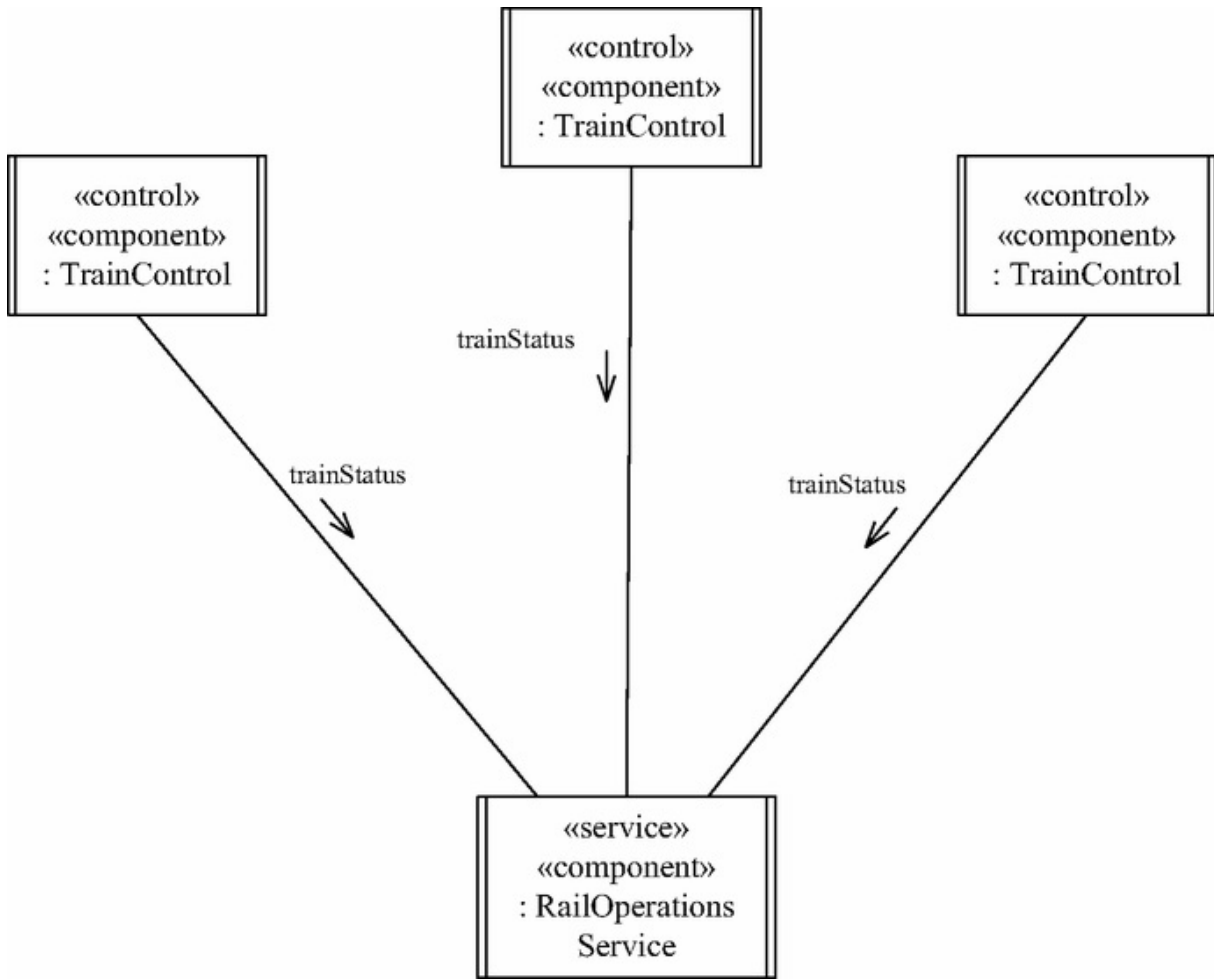 «control»
«component»
: TrainControl
«control»
«component»
: TrainControl
«control»
«component»
: TrainControl
trainStatus
trainStatus
trainStatus
«service»
«component»
: RailOperations
Service